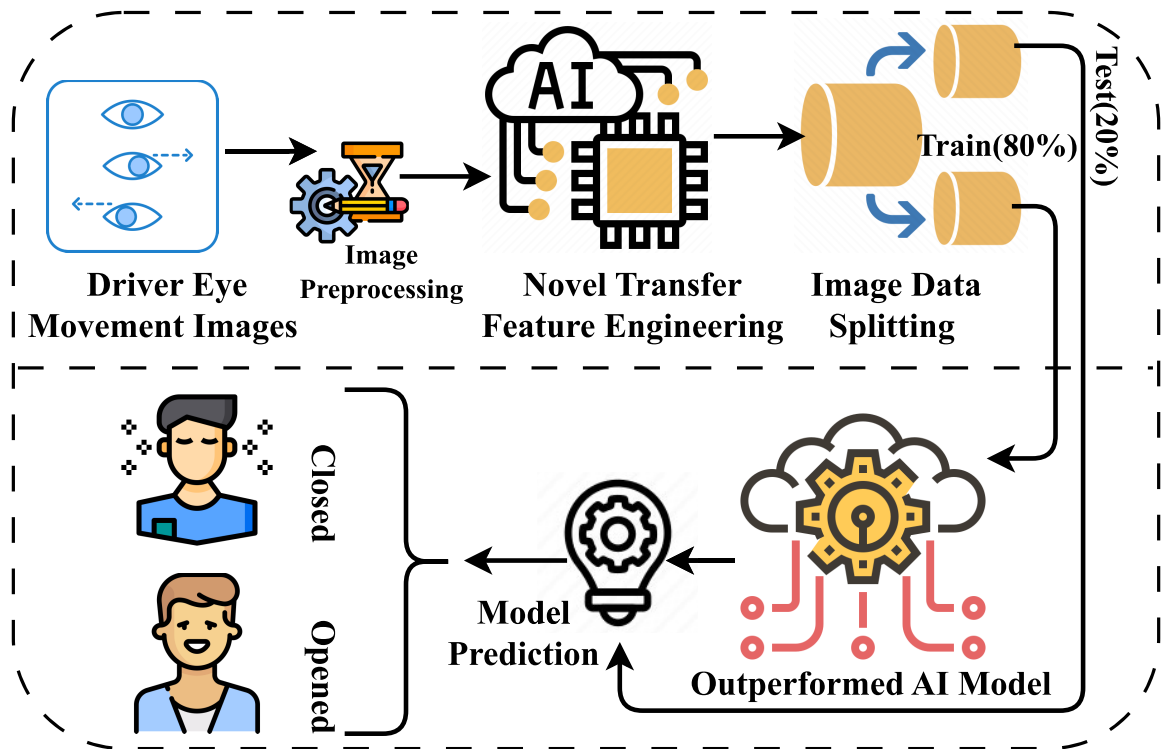 AI
Test(20%)
Train(80%)
Image
Preprocessing
Driver Eye
Movement Images
Novel Transfer
Feature Engineering
Image Data
Splitting
Closed
Opened
Model
Prediction
Outperformed AI Model